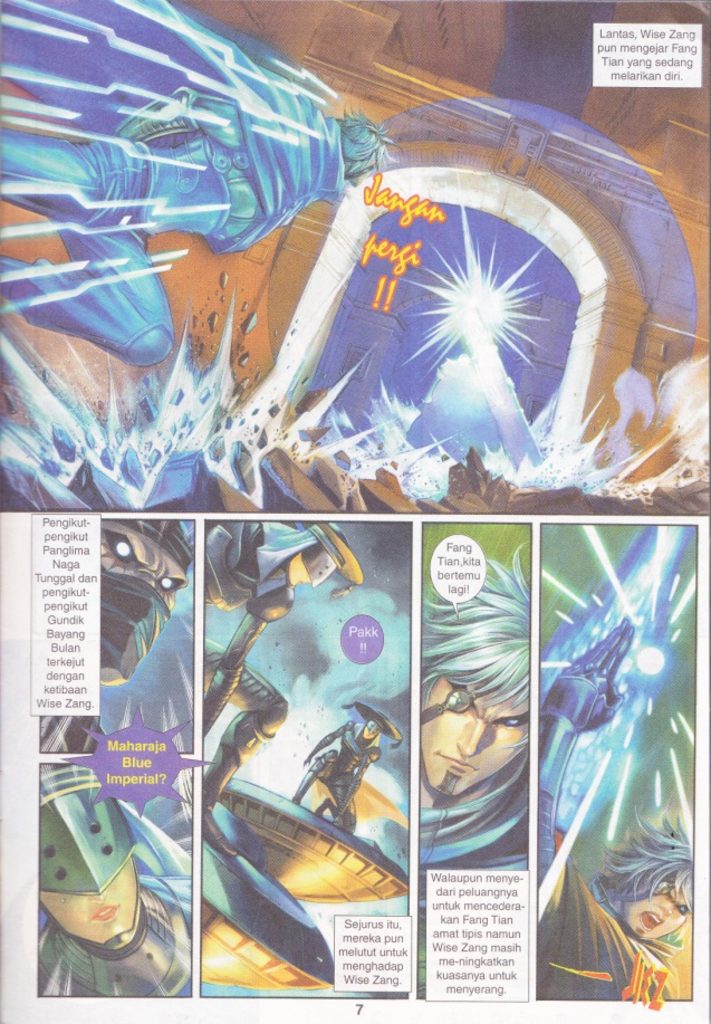 Lantas, Wise Zang
pun mengejar Fang
Tian yang sedang
melarikan diri.
Jangan
pergi
!!
Pengikut-
pengikut
Panglima
Naga
Tunggal dan
pengikut-
pengikut
Gundik
Bayang
Bulan
terkejut
dengan
ketibaan
Wise Zang.
Maharaja
Blue
Imperial?
Pakk
!!
Sejurus itu,
mereka pun
melutut untuk
menghadap
Wise Zang.
Fang
Tian,kita
bertemu
lagi!
Walaupun menye-
dari peluangnya
untuk mencedera-
kan Fang Tian
amat tipis namun
Wise Zang masih
me-ningkatkan
kuasanya untuk
menyerang.
7